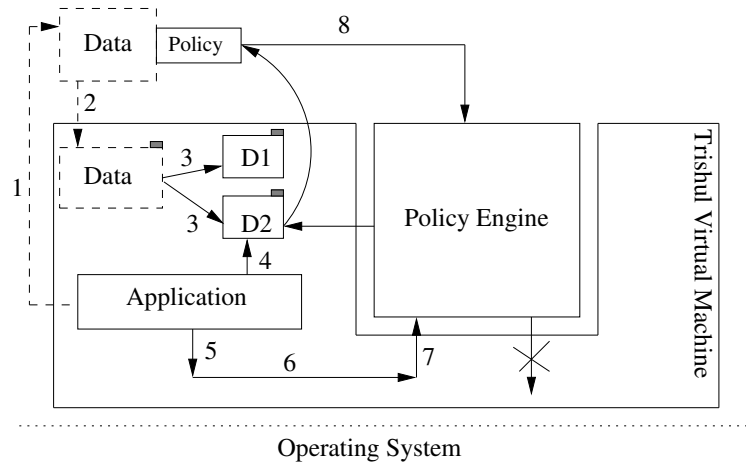 8
Data
Policy
2
1
Data
3
D1
3
D2
4
Policy Engine
Application
5
6
7
Trishul Virtual Machine
Operating System